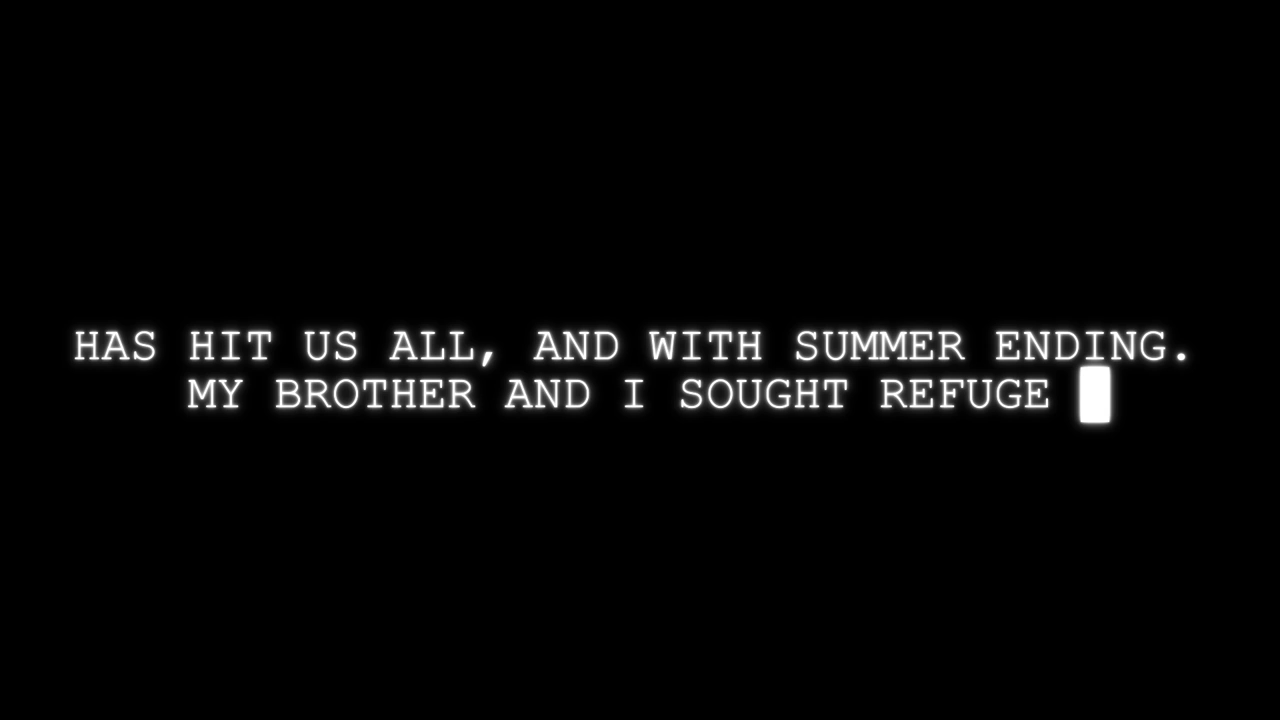 HAS HIT US ALL, AND WITH SUMMER ENDING.
MY BROTHER AND I SOUGHT REFUGE